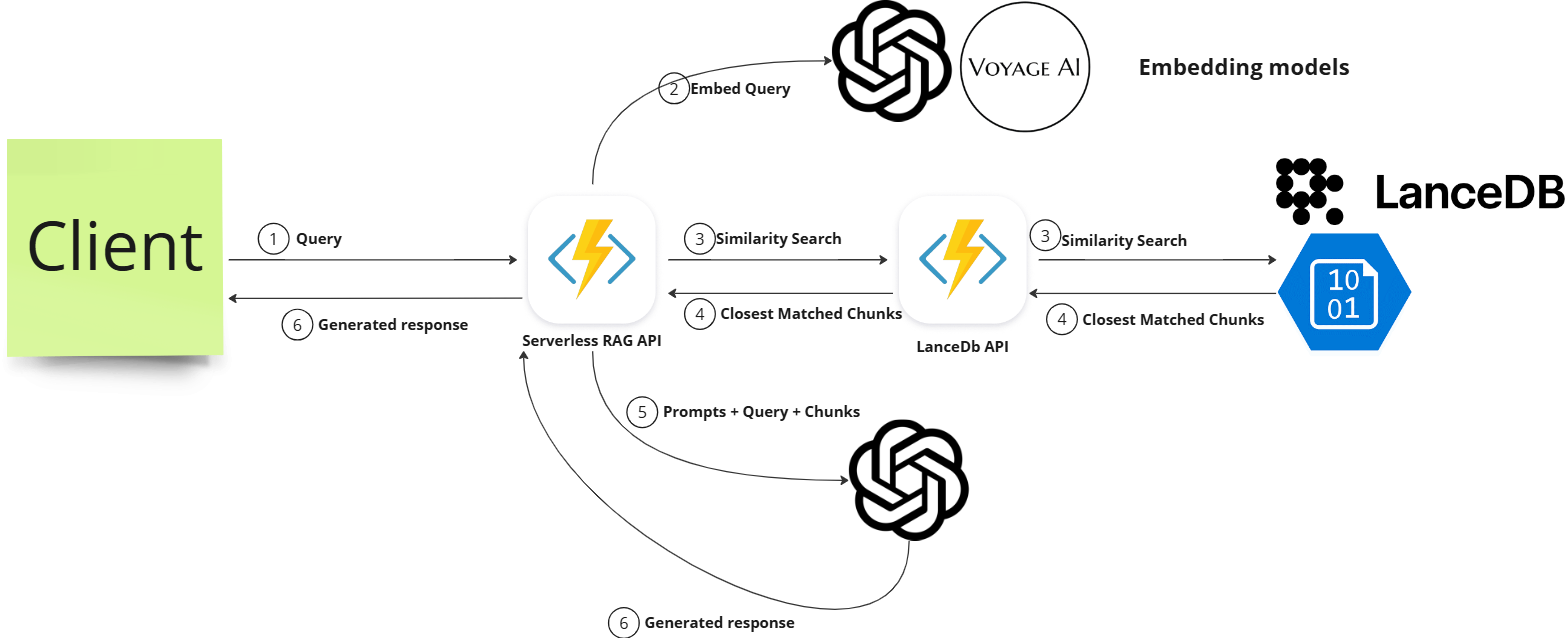 VOYAGE AI
Embedding models
2 Embed Query
LanceDB
Client
1 Query
3 Similarity Search
3 Similarity Search
10
01
4 Closest Matched Chunks
4 Closest Matched Chunks
6 Generated response
Serverless RAG API
LanceDb API
5 Prompts + Query + Chunks
6 Generated response